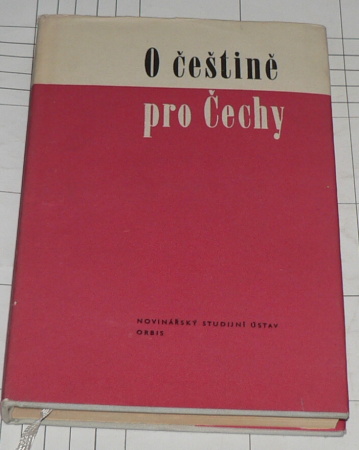 O češtině
pro Čechy
NOVINÁŘSKÝ STUDIJNÍ ÚSTAV
ORBIS